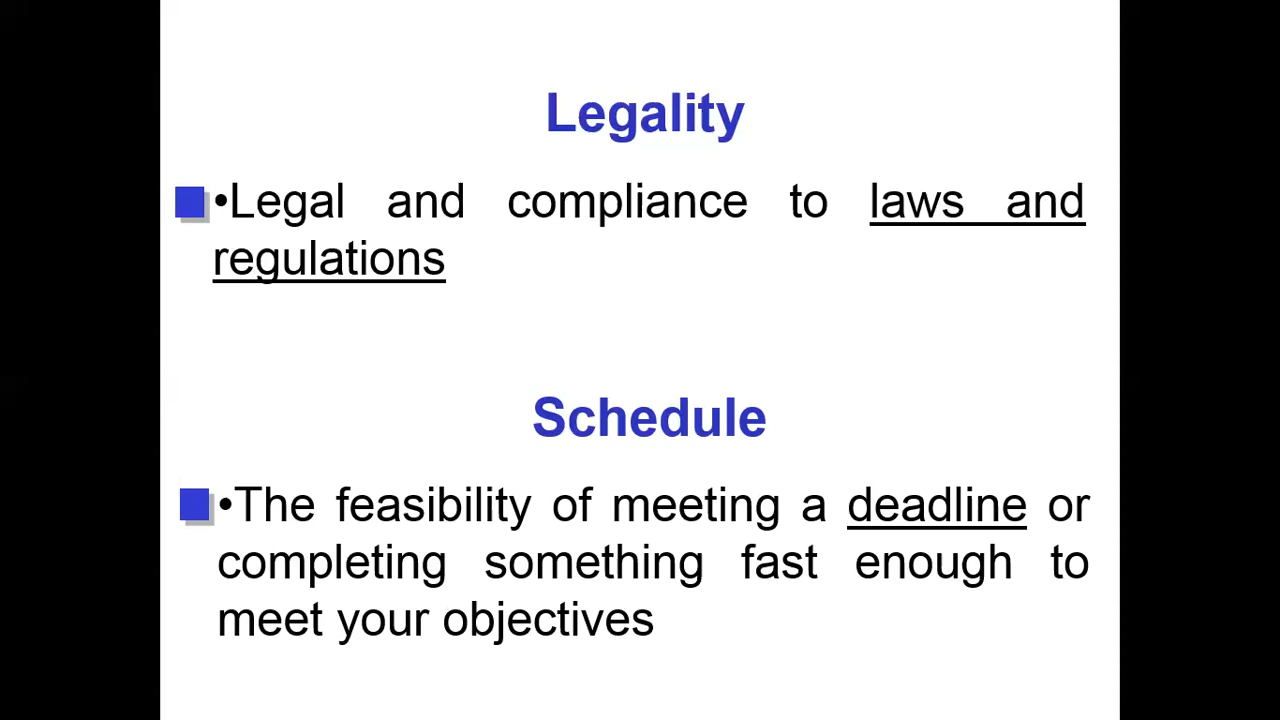 Legality
•Legal and compliance to laws and
regulations
Schedule
•The feasibility of meeting a deadline or
completing something fast enough to
meet your objectives